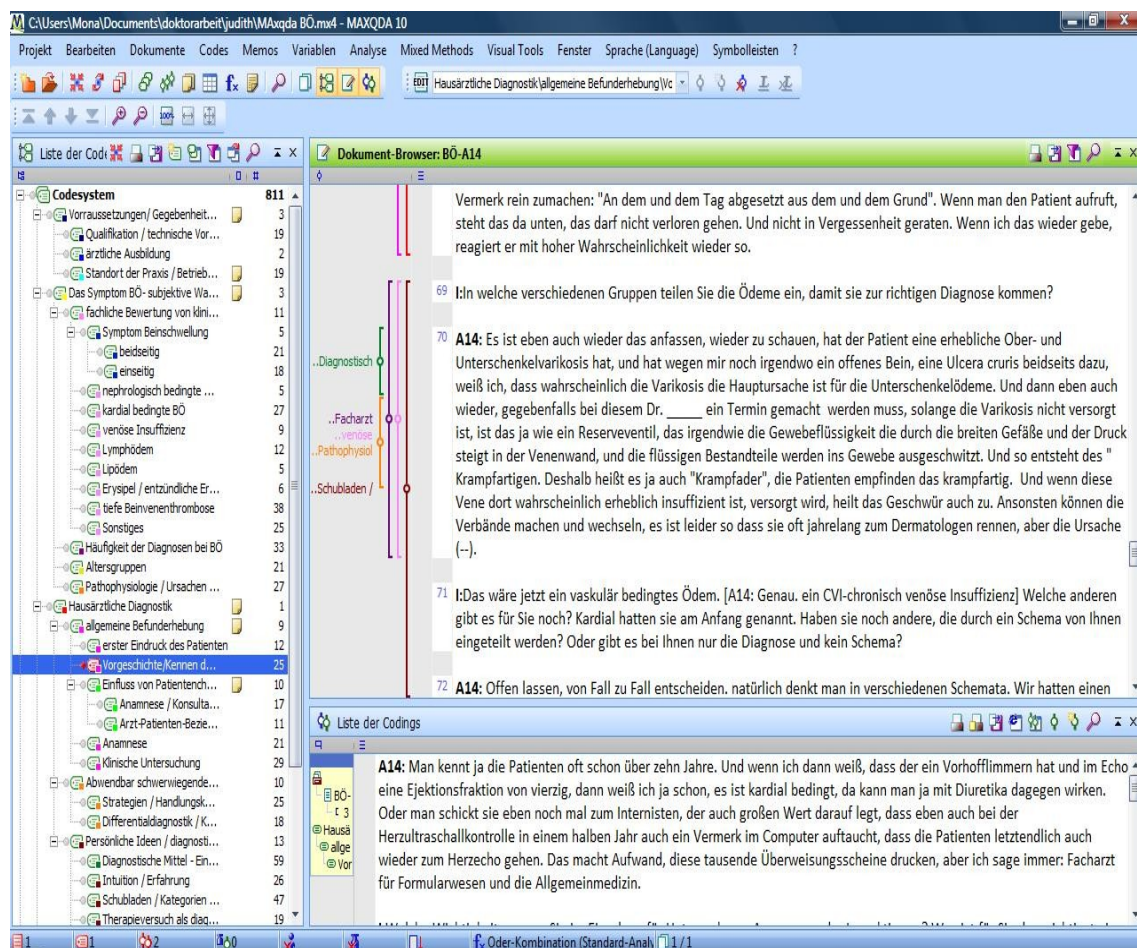 C:\Users\Mona\Documents\doktorarbeit\judith\MAxqda BÖ.mx4 - MAXQDA 10
Projekt Bearbeiten Dokumente Codes Memos Variablen Analyse Mixed Methods Visual Tools Fenster Sprache (Language) Symbolleisten ?
EDIT Hausärztliche Diagnostik\allgemeine Befunderhebung\Vc
100%
Liste der Code
Codesystem 811
Vorraussetzungen/ Gegebenheit... 3
Qualifikation / technische Vor... 19
ärztliche Ausbildung 2
Standort der Praxis / Betrieb... 19
Das Symptom BÖ- subjektive Wa... 3
fachliche Bewertung von klini... 11
Symptom Beinschwellung 5
beidseitig 21
einseitig 18
nephrologisch bedingte ... 5
kardial bedingte BÖ 27
venöse Insuffizienz 9
Lymphödem 12
Lipödem 5
Erysipel / entzündliche Er... 6
tiefe Beinvenenthrombose 38
Sonstiges 25
Häufigkeit der Diagnosen bei BÖ 33
Altersgruppen 21
Pathophysiologie / Ursachen ... 27
Hausärztliche Diagnostik 1
allgemeine Befunderhebung 9
erster Eindruck des Patienten 12
Vorgeschichte/Kennen d... 25
Einfluss von Patientench... 10
Anamnese / Konsulta... 17
Arzt-Patienten-Bezie... 11
Anamnese 21
Klinische Untersuchung 29
Abwendbar schwerwiegende... 10
Strategien / Handlungsk... 25
Differentialdiagnostik / K... 18
Persönliche Ideen / diagnosti... 13
Diagnostische Mittel - Ein... 59
Intuition / Erfahrung 26
Schubladen / Kategorien ... 47
Therapieversuch als diag... 19
Dokument-Browser: BÖ-A14
Vermerk rein zumachen: "An dem und dem Tag abgesetzt aus dem und dem Grund". Wenn man den Patient aufruft,
steht das da unten, das darf nicht verloren gehen. Und nicht in Vergessenheit geraten. Wenn ich das wieder gebe,
reagiert er mit hoher Wahrscheinlichkeit wieder so.
69 I:In welche verschiedenen Gruppen teilen Sie die Ödeme ein, damit sie zur richtigen Diagnose kommen?
70 A14: Es ist eben auch wieder das anfassen, wieder zu schauen, hat der Patient eine erhebliche Ober- und
Unterschenkelvarikosis hat, und hat wegen mir noch irgendwo ein offenes Bein, eine Ulcera cruris beidseits dazu,
weiß ich, dass wahrscheinlich die Varikosis die Hauptursache ist für die Unterschenkelödeme. Und dann eben auch
wieder, gegebenfalls bei diesem Dr. _____ ein Termin gemacht werden muss, solange die Varikosis nicht versorgt
ist, ist das ja wie ein Reserveventil, das irgendwie die Gewebeflüssigkeit die durch die breiten Gefäße und der Druck
steigt in der Venenwand, und die flüssigen Bestandteile werden ins Gewebe ausgeschwitzt. Und so entsteht des "
Krampfartigen. Deshalb heißt es ja auch "Krampfader", die Patienten empfinden das krampfartig. Und wenn diese
Vene dort wahrscheinlich erheblich insuffizient ist, versorgt wird, heilt das Geschwür auch zu. Ansonsten können die
Verbände machen und wechseln, es ist leider so dass sie oft jahrelang zum Dermatologen rennen, aber die Ursache
(--).
..Diagnostisch
..Facharzt
..venöse
..Pathophysiol
..Schubladen /
71 I:Das wäre jetzt ein vaskulär bedingtes Ödem. [A14: Genau. ein CVI-chronisch venöse Insuffizienz] Welche anderen
gibt es für Sie noch? Kardial hatten sie am Anfang genannt. Haben sie noch andere, die durch ein Schema von Ihnen
eingeteilt werden? Oder gibt es bei Ihnen nur die Diagnose und kein Schema?
72 A14: Offen lassen, von Fall zu Fall entscheiden. natürlich denkt man in verschiedenen Schemata. Wir hatten einen
Liste der Codings
BÖ-
3
Hausä
allge
Vor
A14: Man kennt ja die Patienten oft schon über zehn Jahre. Und wenn ich dann weiß, dass der ein Vorhofflimmern hat und im Echo
eine Ejektionsfraktion von vierzig, dann weiß ich ja schon, es ist kardial bedingt, da kann man ja mit Diuretika dagegen wirken.
Oder man schickt sie eben noch mal zum Internisten, der auch großen Wert darauf legt, dass eben auch bei der
Herzultraschallkontrolle in einem halben Jahr auch ein Vermerk im Computer auftaucht, dass die Patienten letztendlich auch
wieder zum Herzecho gehen. Das macht Aufwand, diese tausende Überweisungsscheine drucken, aber ich sage immer: Facharzt
für Formularwesen und die Allgemeinmedizin.
1 1 2 0 Oder-Kombination (Standard-Analy 1 / 1